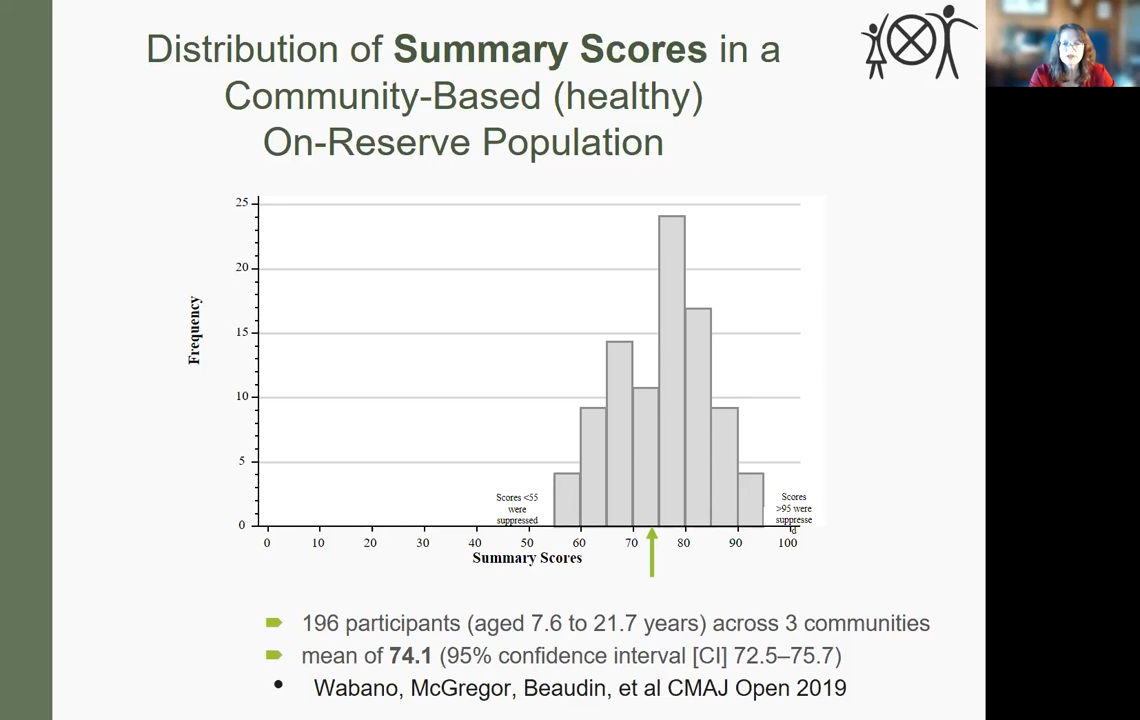 Distribution of Summary Scores in a
Community-Based (healthy)
On-Reserve Population
25
20
15
10
5
0
Frequency
Scores <55
were
suppressed
Scores
>95 were
suppresse
d
0 10 20 30 40 50 60 70 80 90 100
Summary Scores
196 participants (aged 7.6 to 21.7 years) across 3 communities
mean of 74.1 (95% confidence interval [CI] 72.5–75.7)
• Wabano, McGregor, Beaudin, et al CMAJ Open 2019